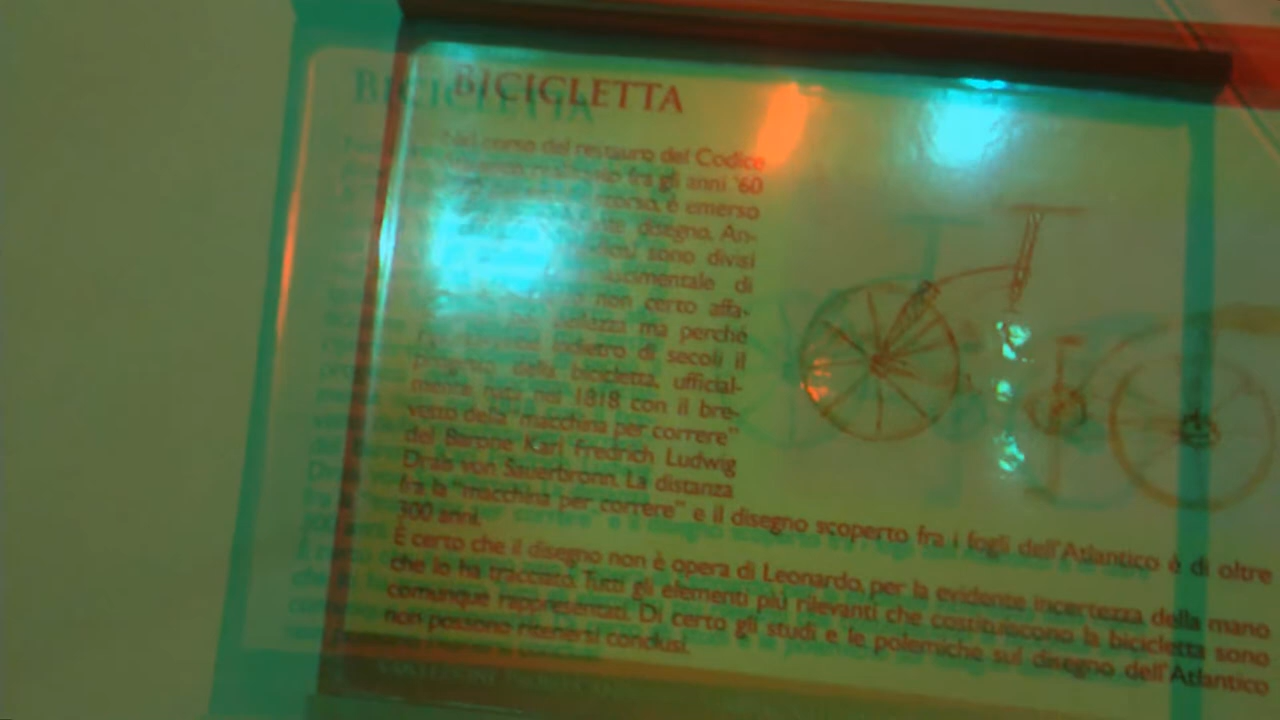 BICICLETTA
Nel corso del restauro del Codice
fra gli anni '60
è emerso
disegno. An-
sono divisi
di
non certo affa-
ma perché
indietro di secoli il
della bicicletta, ufficial-
mente nata nel 1818 con il bre-
vetto della "macchina per correre"
del Barone Karl Fredrich Ludwig
Drais von Sauerbronn. La distanza
fra la "macchina per correre" e il disegno scoperto fra i fogli dell'Atlantico è di oltre
300 anni.
È certo che il disegno non è opera di Leonardo, per la evidente incertezza della mano
che lo ha tracciato. Tutti gli elementi più rilevanti che costituiscono la bicicletta sono
comunque rappresentati. Di certo gli studi e le polemiche sul disegno dell'Atlantico
non possono ritenersi conclusi.